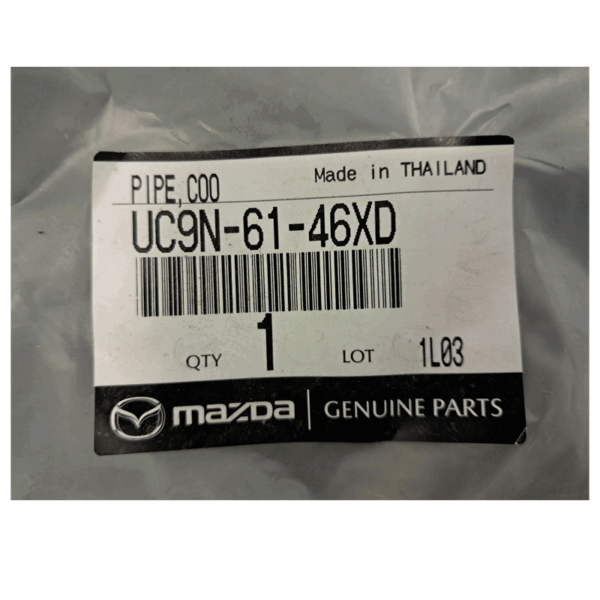 PIPE,COO Made in THAILAND
UC9N-61-46XD
QTY 1 LOT 1L03
mazda GENUINE PARTS